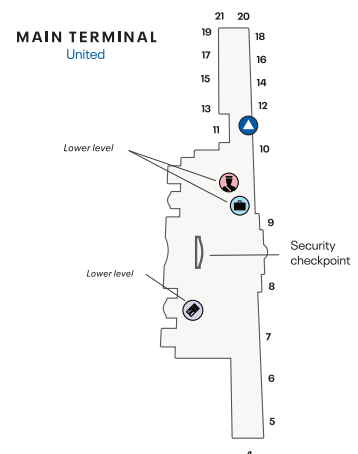 21 20
MAIN TERMINAL
United
19 18
17 16
15 14
13 12
11
10
Lower level
9
Security
checkpoint
Lower level
8
7
6
5